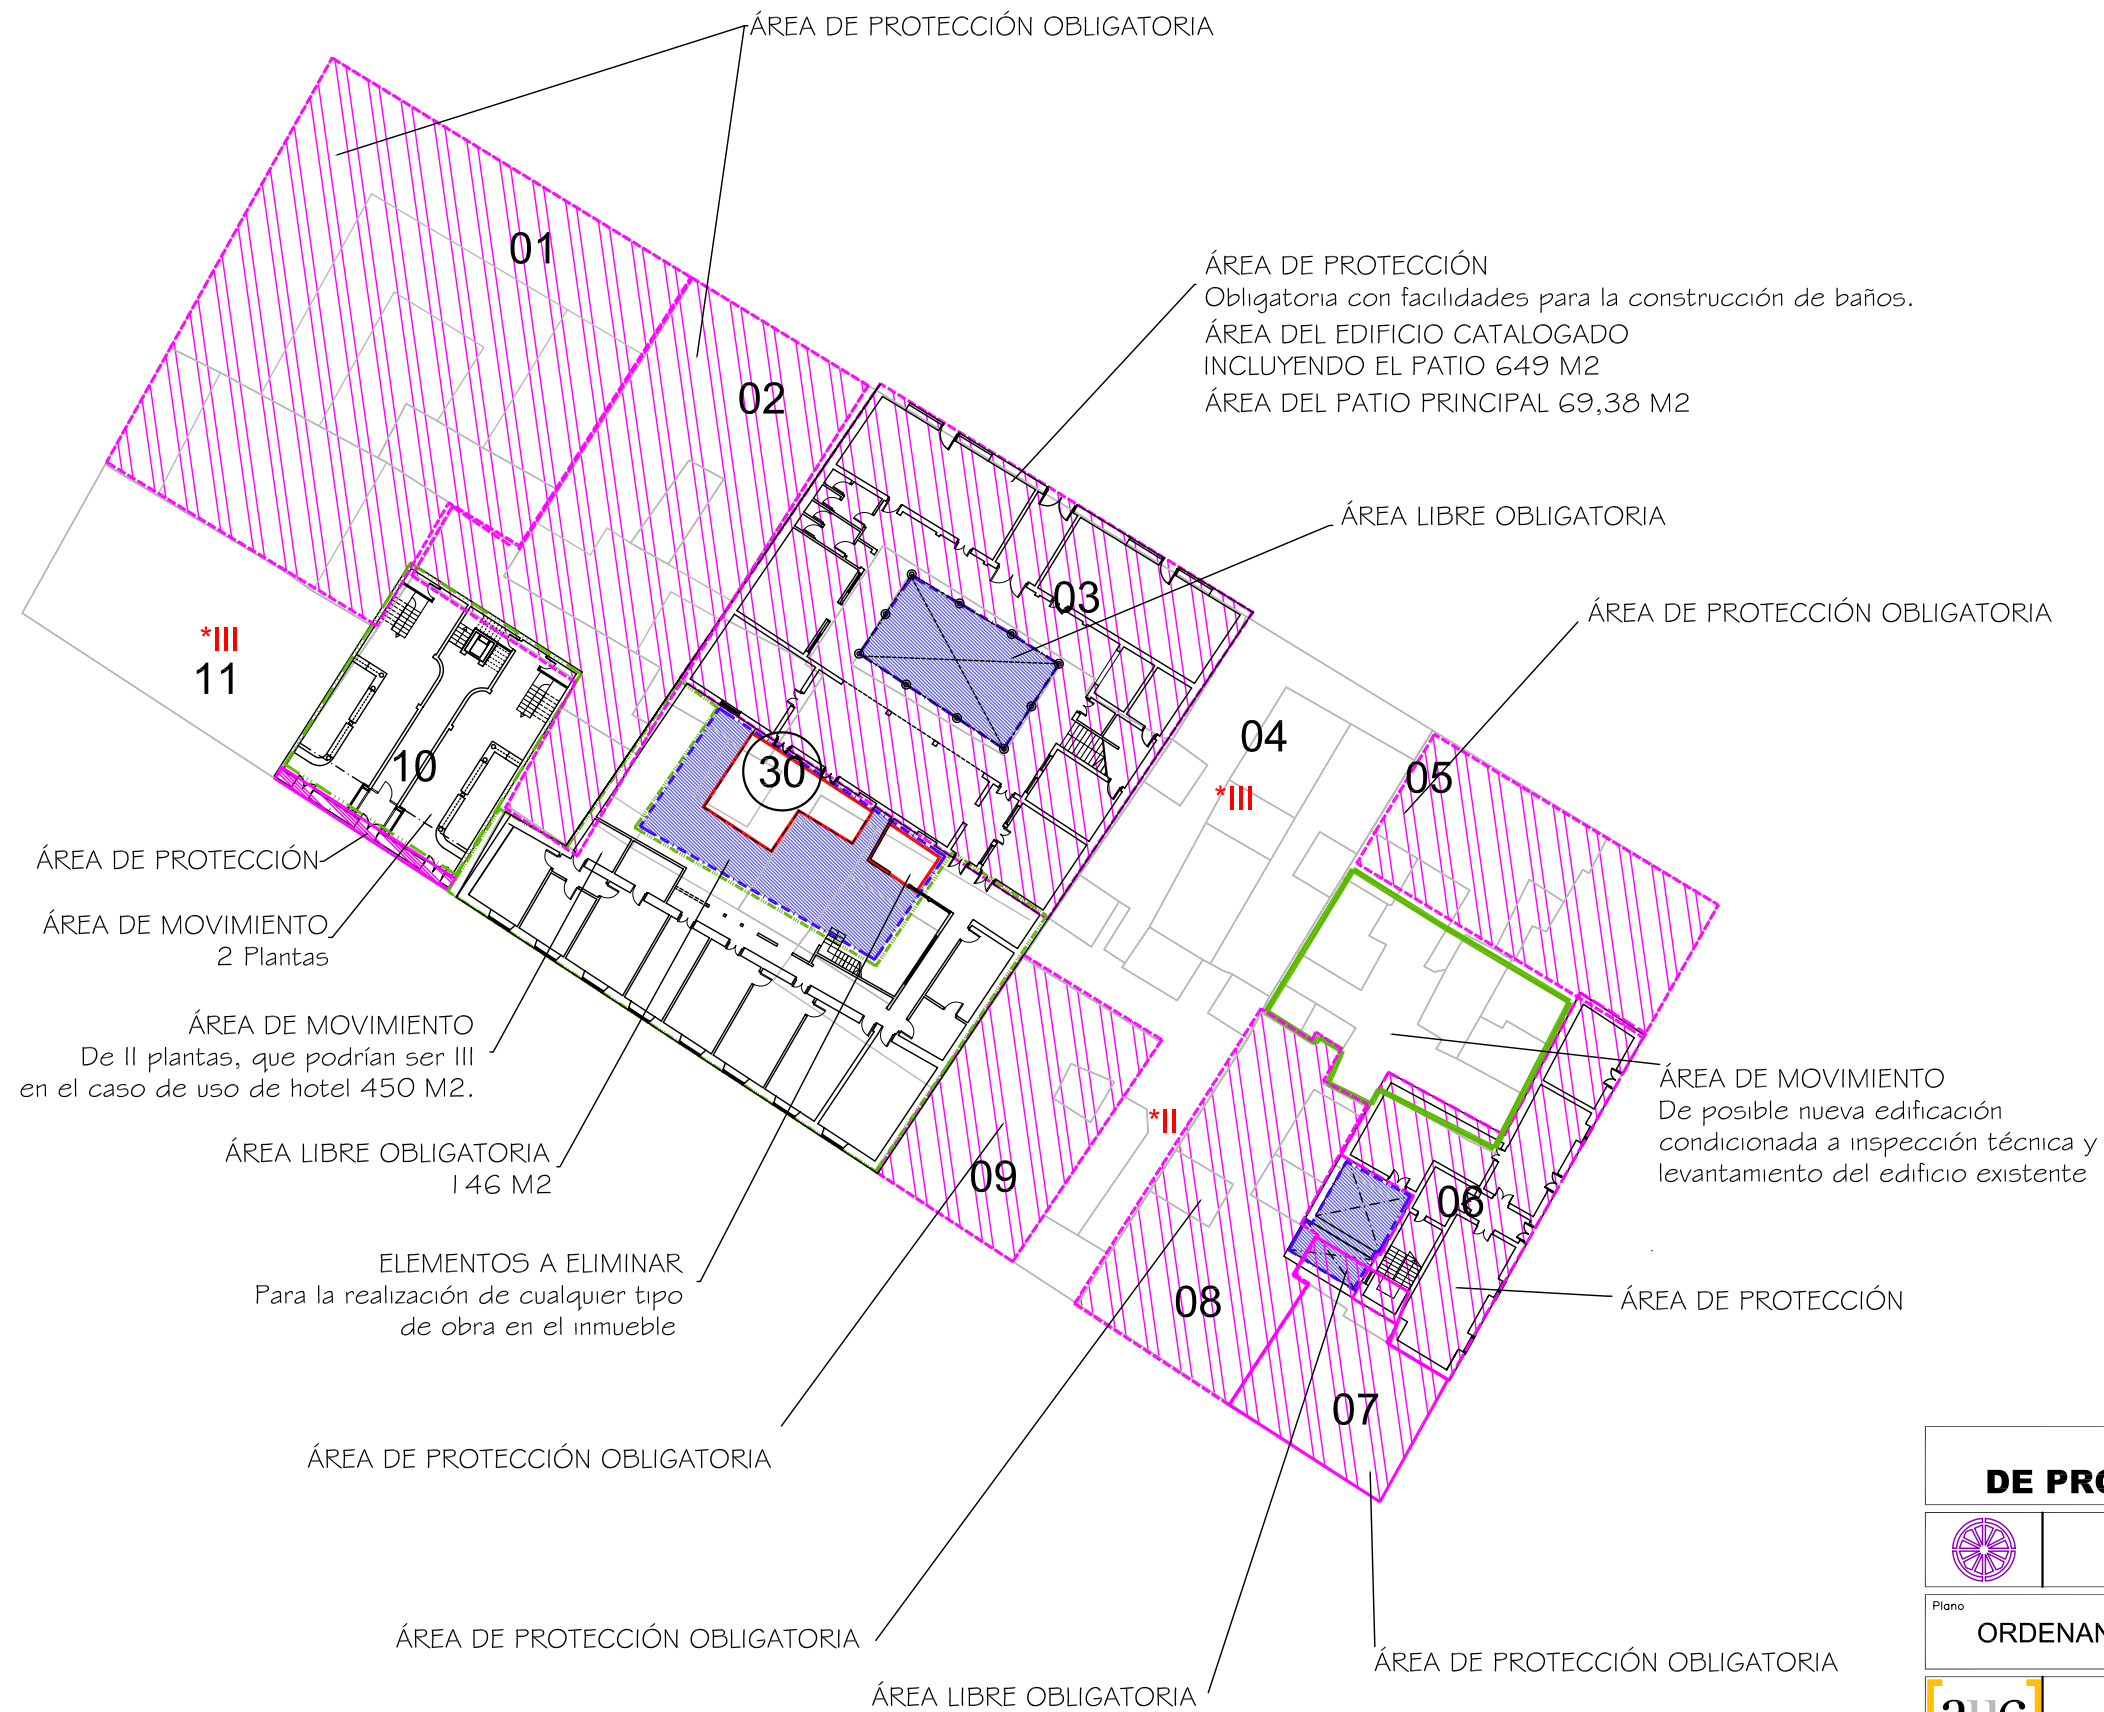 ÁREA DE PROTECCIÓN OBLIGATORIA
01
02
ÁREA DE PROTECCIÓN
Obligatoria con facilidades para la construcción de baños.
ÁREA DEL EDIFICIO CATALOGADO
INCLUYENDO EL PATIO 649 M2
ÁREA DEL PATIO PRINCIPAL 69,38 M2
ÁREA LIBRE OBLIGATORIA
03
ÁREA DE PROTECCIÓN OBLIGATORIA
*III
11
04
*III
05
10
30
ÁREA DE PROTECCIÓN
ÁREA DE MOVIMIENTO
2 Plantas
ÁREA DE MOVIMIENTO
De II plantas, que podrían ser III
en el caso de uso de hotel 450 M2.
ÁREA DE MOVIMIENTO
De posible nueva edificación
condicionada a inspección técnica y
levantamiento del edificio existente
*II
09
06
ÁREA LIBRE OBLIGATORIA
146 M2
ELEMENTOS A ELIMINAR
Para la realización de cualquier tipo
de obra en el inmueble
08
ÁREA DE PROTECCIÓN
07
ÁREA DE PROTECCIÓN OBLIGATORIA
DE PRO
Plano
ORDENAN
ÁREA DE PROTECCIÓN OBLIGATORIA
ÁREA DE PROTECCIÓN OBLIGATORIA
ÁREA LIBRE OBLIGATORIA
[auc]